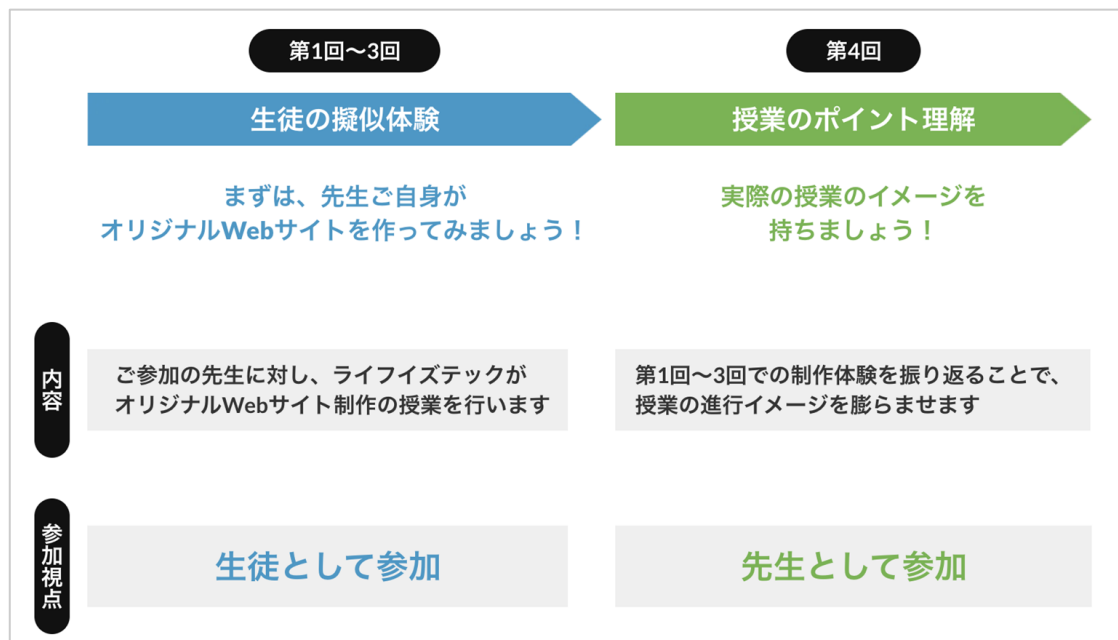 第1回〜3回
第4回
生徒の擬似体験
授業のポイント理解
まずは、先生ご自身が
オリジナルWebサイトを作ってみましょう！
実際の授業のイメージを
持ちましょう！
内容
ご参加の先生に対し、ライフイズテックが
オリジナルWebサイト制作の授業を行います
第1回〜3回での制作体験を振り返ることで、
授業の進行イメージを膨らませます
参加視点
生徒として参加
先生として参加